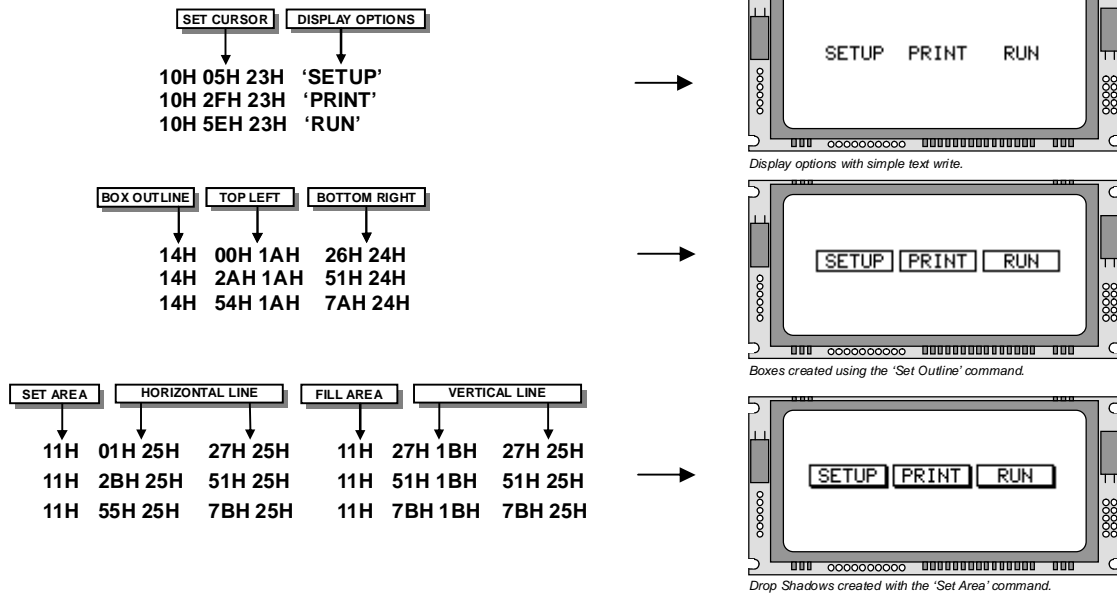 SET CURSOR DISPLAY OPTIONS
10H 05H 23H ‘SETUP’
10H 2FH 23H ‘PRINT’
10H 5EH 23H ‘RUN’
SETUP PRINT RUN
Display options with simple text write.
BOX OUTLINE TOP LEFT BOTTOM RIGHT
14H 00H 1AH 26H 24H
14H 2AH 1AH 51H 24H
14H 54H 1AH 7AH 24H
SETUP PRINT RUN
Boxes created using the ‘Set Outline’ command.
SET AREA HORIZONTAL LINE FILL AREA VERTICAL LINE
11H 01H 25H 27H 25H 11H 27H 1BH 27H 25H
11H 2BH 25H 51H 25H 11H 51H 1BH 51H 25H
11H 55H 25H 7BH 25H 11H 7BH 1BH 7BH 25H
SETUP PRINT RUN
Drop Shadows created with the ‘Set Area’ command.